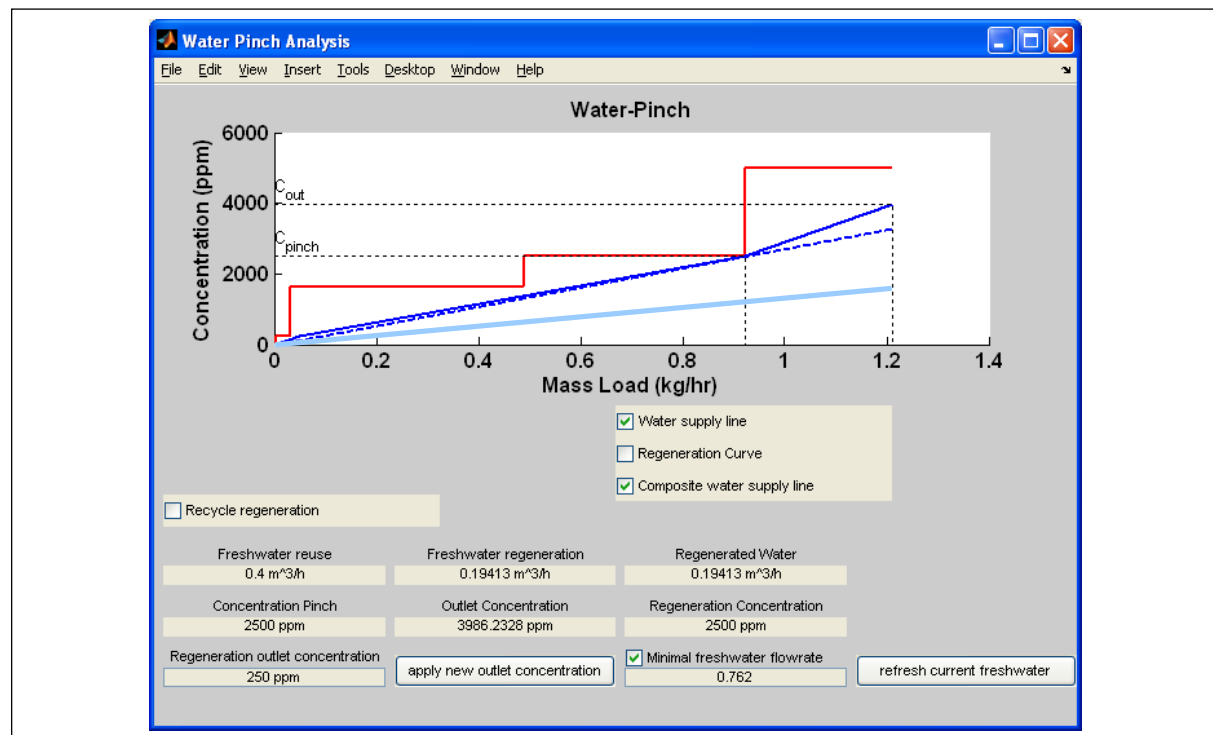 Water Pinch Analysis
File Edit View Insert Tools Desktop Window Help
Water-Pinch
Concentration (ppm)
6000
4000
2000
0
C_out
C_pinch
0 0.2 0.4 0.6 0.8 1 1.2 1.4
Mass Load (kg/hr)
Water supply line
Regeneration Curve
Composite water supply line
Recycle regeneration
Freshwater reuse Freshwater regeneration Regenerated Water
0.4 m^3/h 0.19413 m^3/h 0.19413 m^3/h
Concentration Pinch Outlet Concentration Regeneration Concentration
2500 ppm 3986.2328 ppm 2500 ppm
Regeneration outlet concentration apply new outlet concentration Minimal freshwater flowrate refresh current freshwater
250 ppm 0.762